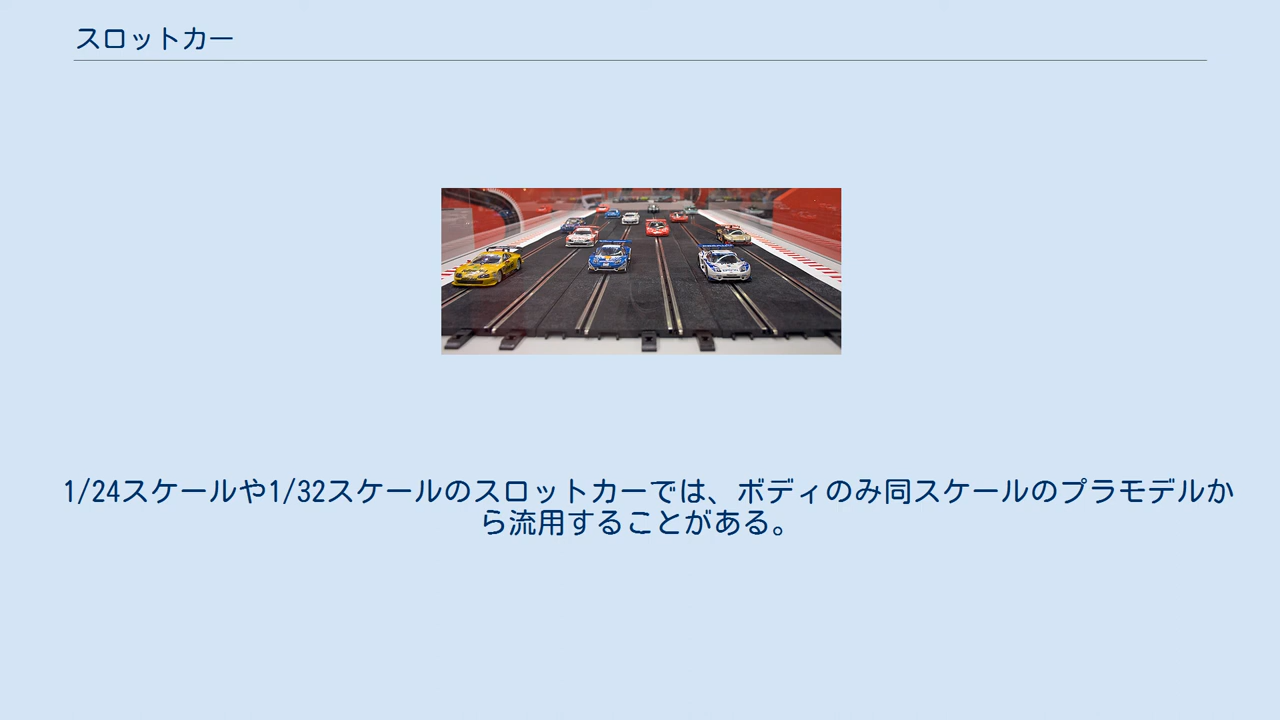 スロットカー
1/24スケールや1/32スケールのスロットカーでは、ボディのみ同スケールのプラモデルか
ら流用することがある。